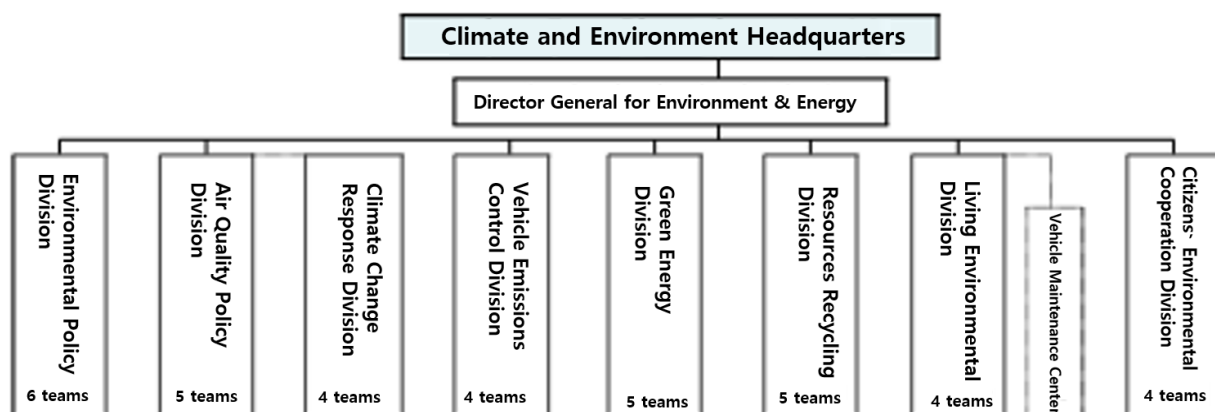 Climate and Environment Headquarters
Director General for Environment & Energy
Environmental Policy
Division
6 teams
Air Quality Policy
Division
5 teams
Climate Change
Response Division
4 teams
Vehicle Emissions
Control Division
4 teams
Green Energy
Division
5 teams
Resources Recycling
Division
5 teams
Living Environmental
Division
4 teams
Vehicle Maintenance Center
Citizens` Environmental
Cooperation Division
4 teams